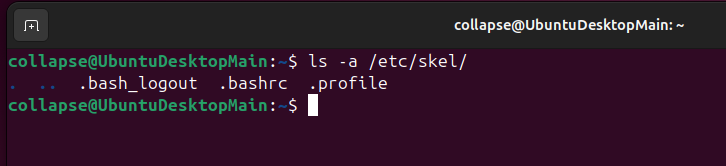 collapse@UbuntuDesktopMain: ~
collapse@UbuntuDesktopMain:~$ ls -a /etc/skel/
.  ..  .bash_logout  .bashrc  .profile
collapse@UbuntuDesktopMain:~$